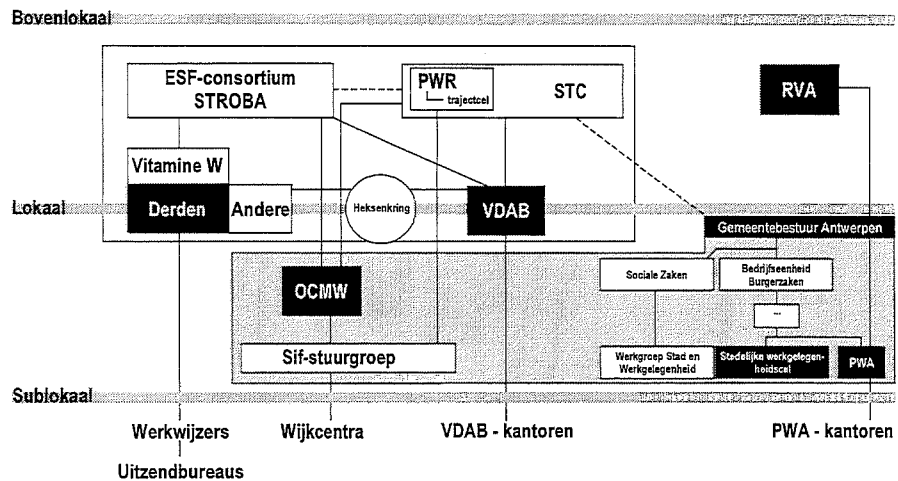 Bovenlokaal
ESF-consortium
STROBA
PWR
trajectcel
STC
RVA
Vitamine W
Lokaal
Derden
Andere
Heksenkring
VDAB
Gemeentebestuur Antwerpen
OCMW
Sociale Zaken
Bedrijfseenheid
Burgerzaken
...
Sif-stuurgroep
Werkgroep Stad en
Werkgelegenheid
Stedelijke werkgelegen-
heidscel
PWA
Sublokaal
Werkwijzers
Wijkcentra
VDAB - kantoren
PWA - kantoren
Uitzendbureaus